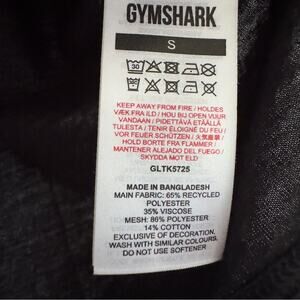 GYMSHARK
S
30
KEEP AWAY FROM FIRE / HOLDES
VÆK FRA ILD / HOU BIJ OPEN VUUR
VANDAAN / PIDETTÄVÄ ETÄÄLLÄ
TULESTA / TENIR ÉLOIGNÉ DU FEU /
VOR FEUER SCHÜTZEN / 火気厳禁 /
HOLD BORTE FRA FLAMMER /
MANTENER ALEJADO DEL FUEGO /
SKYDDA MOT ELD
GLTK5725
MADE IN BANGLADESH
MAIN FABRIC: 65% RECYCLED
POLYESTER
35% VISCOSE
MESH: 86% POLYESTER
14% COTTON
EXCLUSIVE OF DECORATION.
WASH WITH SIMILAR COLOURS.
DO NOT USE SOFTENER